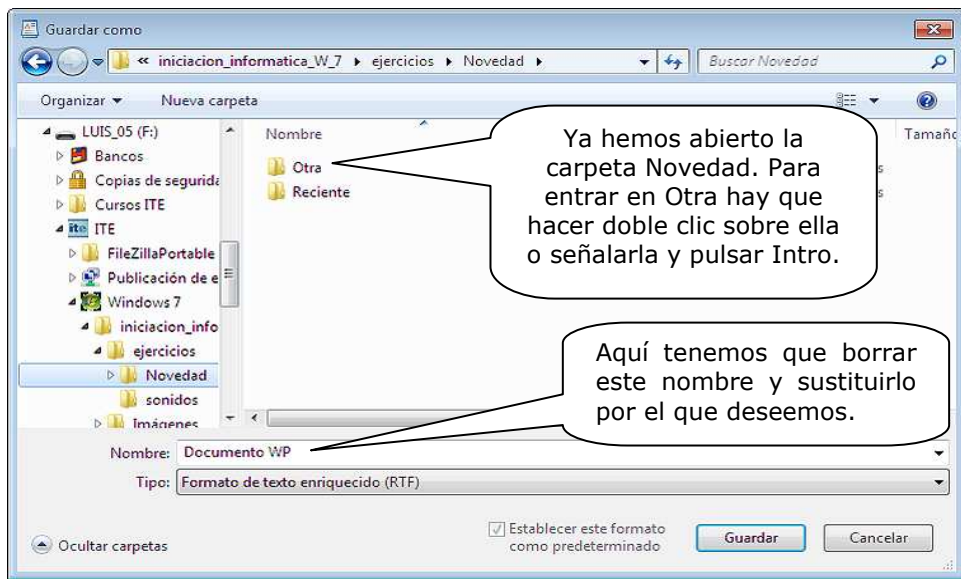 Guardar como
« iniciacion_informatica_W_7 ▸ ejercicios ▸ Novedad ▸
Buscar Novedad
Organizar
Nueva carpeta
LUIS_05 (F:)
Bancos
Copias de segurida
Cursos ITE
ITE
FileZillaPortable
Publicación de e
Windows 7
iniciacion_info
ejercicios
Novedad
sonidos
Imágenes
Nombre
Tamaño
Otra
Reciente
Ya hemos abierto la
carpeta Novedad. Para
entrar en Otra hay que
hacer doble clic sobre ella
o señalarla y pulsar Intro.
Aquí tenemos que borrar
este nombre y sustituirlo
por el que deseemos.
Nombre: Documento WP
Tipo: Formato de texto enriquecido (RTF)
Ocultar carpetas
Establecer este formato
como predeterminado
Guardar
Cancelar